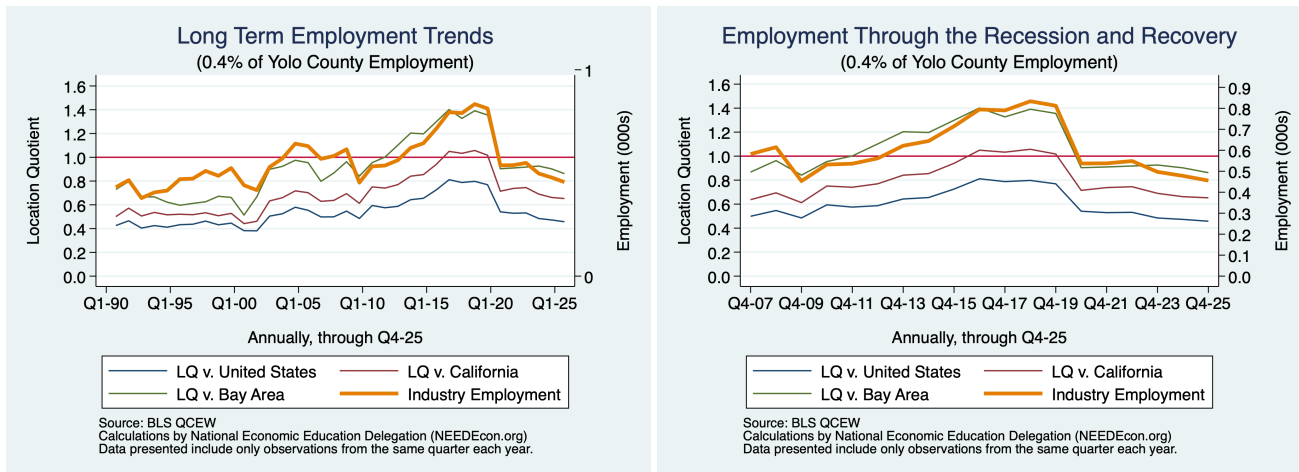 Long Term Employment Trends
(0.4% of Yolo County Employment)
Location Quotient
1.6
1.4
1.2
1.0
0.8
0.6
0.4
0.2
0.0
1
0
Employment (000s)
Q1-90 Q1-95 Q1-00 Q1-05 Q1-10 Q1-15 Q1-20 Q1-25
Annually, through Q4-25
LQ v. United States LQ v. California
LQ v. Bay Area Industry Employment
Source: BLS QCEW
Calculations by National Economic Education Delegation (NEEDEcon.org)
Data presented include only observations from the same quarter each year.
Employment Through the Recession and Recovery
(0.4% of Yolo County Employment)
Location Quotient
1.6
1.4
1.2
1.0
0.8
0.6
0.4
0.2
0.0
0.9
0.8
0.7
0.6
0.5
0.4
0.3
0.2
0.1
0.0
Employment (000s)
Q4-07 Q4-09 Q4-11 Q4-13 Q4-15 Q4-17 Q4-19 Q4-21 Q4-23 Q4-25
Annually, through Q4-25
LQ v. United States LQ v. California
LQ v. Bay Area Industry Employment
Source: BLS QCEW
Calculations by National Economic Education Delegation (NEEDEcon.org)
Data presented include only observations from the same quarter each year.